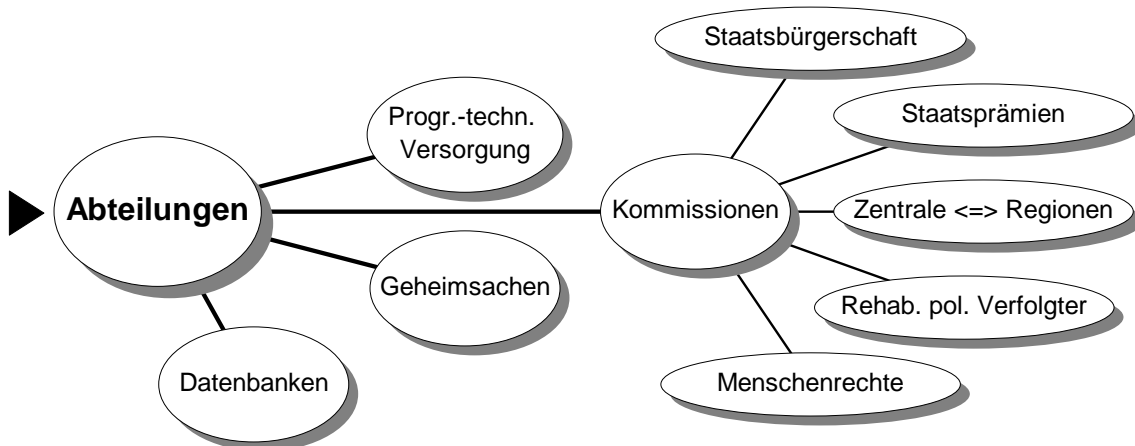 Staatsbürgerschaft
Progr.-techn.
Versorgung
Staatsprämien
Abteilungen
Kommissionen
Zentrale <=> Regionen
Geheimsachen
Rehab. pol. Verfolgter
Datenbanken
Menschenrechte